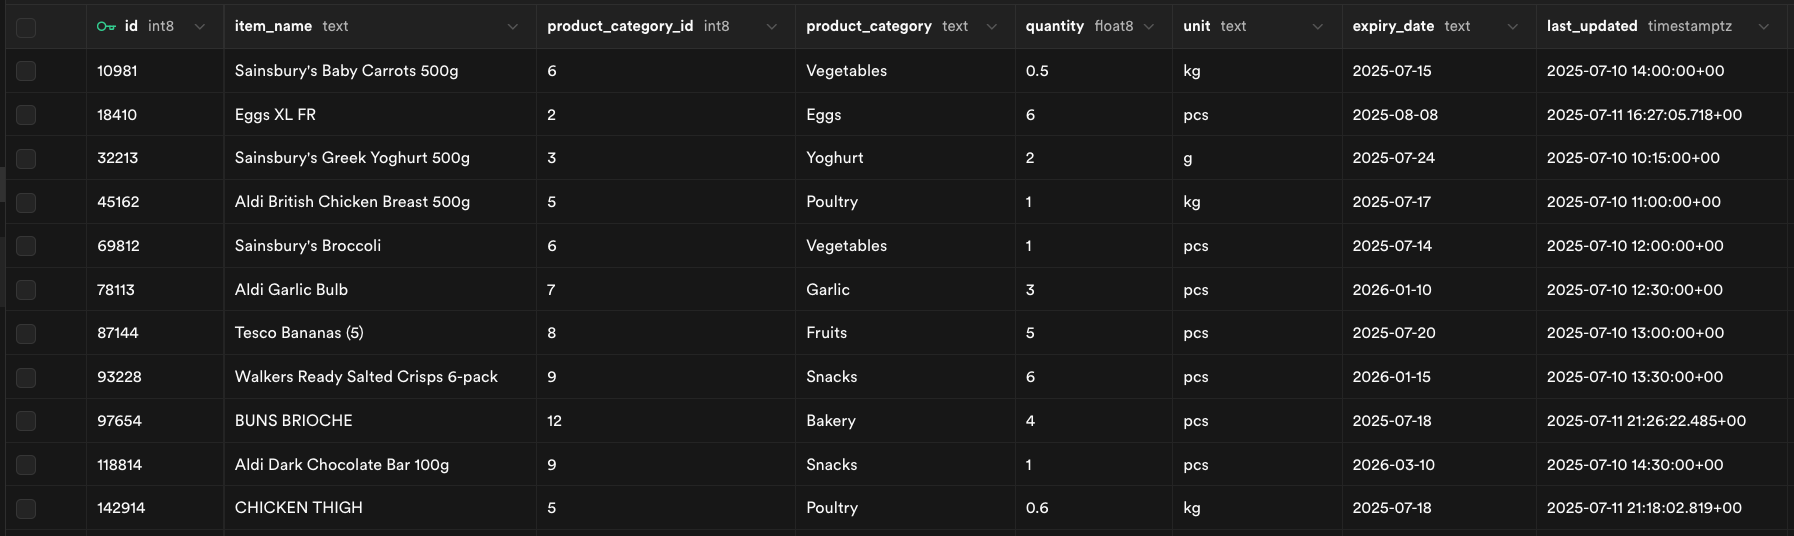 id int8 item_name text product_category_id int8 product_category text quantity float8 unit text expiry_date text last_updated timestamptz
10981 Sainsbury's Baby Carrots 500g 6 Vegetables 0.5 kg 2025-07-15 2025-07-10 14:00:00+00
18410 Eggs XL FR 2 Eggs 6 pcs 2025-08-08 2025-07-11 16:27:05.718+00
32213 Sainsbury's Greek Yoghurt 500g 3 Yoghurt 2 g 2025-07-24 2025-07-10 10:15:00+00
45162 Aldi British Chicken Breast 500g 5 Poultry 1 kg 2025-07-17 2025-07-10 11:00:00+00
69812 Sainsbury's Broccoli 6 Vegetables 1 pcs 2025-07-14 2025-07-10 12:00:00+00
78113 Aldi Garlic Bulb 7 Garlic 3 pcs 2026-01-10 2025-07-10 12:30:00+00
87144 Tesco Bananas (5) 8 Fruits 5 pcs 2025-07-20 2025-07-10 13:00:00+00
93228 Walkers Ready Salted Crisps 6-pack 9 Snacks 6 pcs 2026-01-15 2025-07-10 13:30:00+00
97654 BUNS BRIOCHE 12 Bakery 4 pcs 2025-07-18 2025-07-11 21:26:22.485+00
118814 Aldi Dark Chocolate Bar 100g 9 Snacks 1 pcs 2026-03-10 2025-07-10 14:30:00+00
142914 CHICKEN THIGH 5 Poultry 0.6 kg 2025-07-18 2025-07-11 21:18:02.819+00